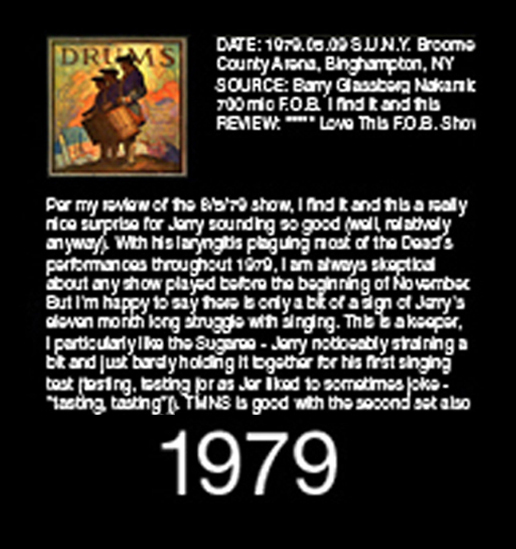 DRUMS
DATE: 1979.05.09 S.U.N.Y. Broome
County Arena, Binghampton, NY
SOURCE: Barry Glassberg Nakamic
700 mic F.O.B. I find it and this
REVIEW: ***** Love This F.O.B. Show
Per my review of the show, I find it and this a really
nice surprise for Jerry sounding so good (well, relatively
anyway). With his laryngitis plaguing most of the Dead's
performances throughout 1979, I am always skeptical
about any show played before the beginning of November.
But I'm happy to say there is only a bit of a sign of Jerry's
eleven month long struggle with singing. This is a keeper,
I particularly like the Sugaree - Jerry noticeably straining a
bit and just barely holding it together for his first singing
test (testing, testing (or as Jer liked to sometimes joke -
"tasting, tasting")). TMNS is good with the second set also
1979